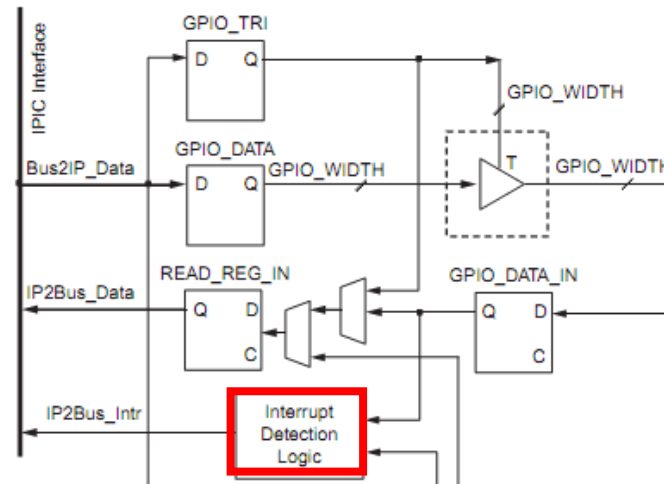 GPIO_TRI
D Q
IPIC Interface
GPIO_WIDTH
GPIO_DATA
Bus2IP_Data
D Q
GPIO_WIDTH
T
GPIO_WIDTH
READ_REG_IN
GPIO_DATA_IN
IP2Bus_Data
Q D
C
Q D
C
IP2Bus_Intr
Interrupt
Detection
Logic